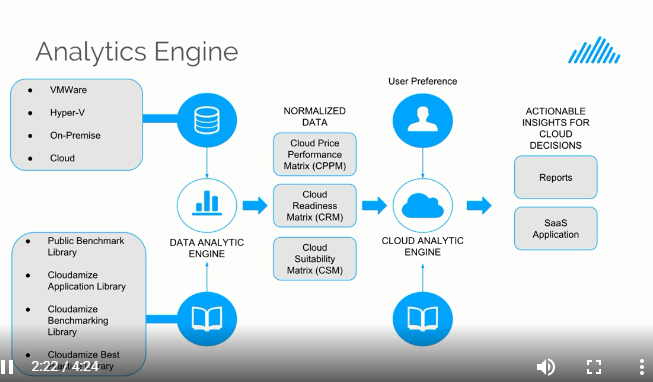 Analytics Engine
VMWare
Hyper-V
On-Premise
Cloud
Public Benchmark
Library
Cloudamize
Application Library
Cloudamize
Benchmarking
Library
Cloudamize Best
Library
DATA ANALYTIC
ENGINE
NORMALIZED
DATA
Cloud Price
Performance
Matrix (CPPM)
Cloud
Readiness
Matrix (CRM)
Cloud
Suitability
Matrix (CSM)
User Preference
CLOUD ANALYTIC
ENGINE
ACTIONABLE
INSIGHTS FOR
CLOUD
DECISIONS
Reports
SaaS
Application
2:22 / 4:24